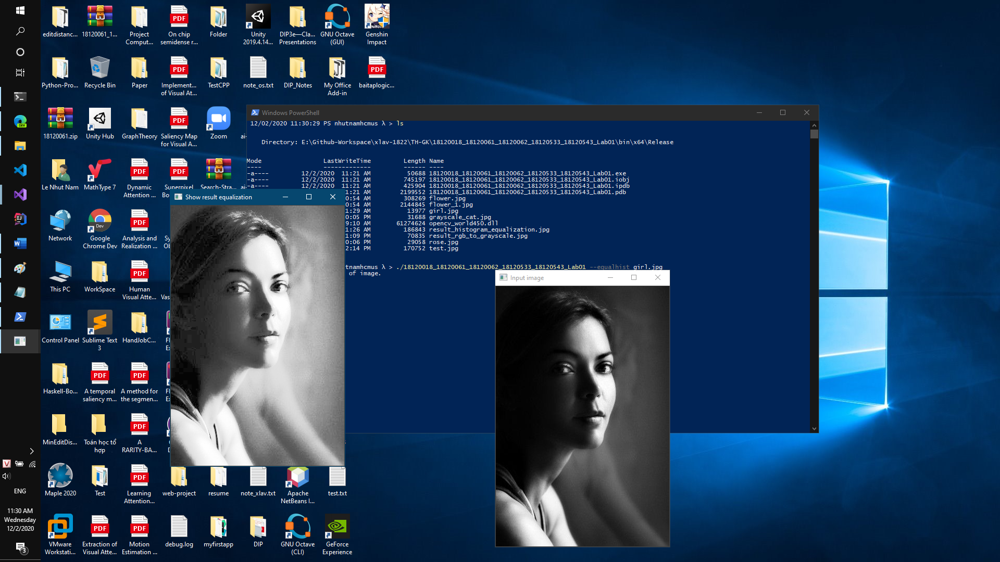 editdistanc...
18120061_1...
Project
Comput...
On chip
semidense r...
Folder
Unity
2019.4.14...
DIP3e—Cla...
Presentations
GNU Octave
(GUI)
Genshin
Impact
Python-Pro...
Recycle Bin
Paper
Implement...
of Visual At...
TestCPP
note_os.txt
DIP_Notes
My Office
Add-in
baitaplogic...
18120061.zip
Unity Hub
GraphTheory
Saliency Map
for Visual A...
Zoom
ai-
Le Nhut Nam
MathType 7
Dynamic
Attention ...
Superpixel
Bo
Search-Stra...
ai-
Network
Google
Chrome Dev
Analysis and
Realization ...
Sy
Ob
This PC
WorkSpace
Human
Visual Atte...
Vas
Control Panel
Sublime Text
3
HandJobC...
Fl
Ex
Haskell-Bo...
A temporal
saliency m...
A method for
the segmen...
Fl
Ex
MinEditDis...
Toán học tổ
hợp
A
RARITY-BA...
D
Maple 2020
Test
Learning
Attention...
web-project
resume
note_xlav.txt
Apache
NetBeans I...
test.txt
VMware
Workstati...
Extraction of
Visual Atte...
Motion
Estimation ...
debug.log
myfirstapp
DIP
GNU Octave
(CLI)
GeForce
Experience
Windows PowerShell
12/02/2020 11:30:29 PS nhutnamhcmus λ > ls
Directory: E:\Github-Workspace\xlav-1822\TH-GK\18120018_18120061_18120062_18120533_18120543_Lab01\bin\x64\Release
Mode LastWriteTime Length Name
---- ------------- ------ ----
-a---- 12/2/2020 11:21 AM 50688 18120018_18120061_18120062_18120533_18120543_Lab01.exe
-a---- 12/2/2020 11:21 AM 745197 18120018_18120061_18120062_18120533_18120543_Lab01.iobj
-a---- 12/2/2020 11:21 AM 425904 18120018_18120061_18120062_18120533_18120543_Lab01.ipdb
1:21 AM 2199552 18120018_18120061_18120062_18120533_18120543_Lab01.pdb
0:54 AM 308269 flower.jpg
0:54 AM 2144845 flower_1.jpg
1:29 AM 13977 girl.jpg
0:05 PM 31688 grayscale_cat.jpg
9:10 AM 61274624 opencv_world450.dll
1:26 AM 186843 result_histogram_equalization.jpg
1:09 PM 70835 result_rgb_to_grayscale.jpg
0:06 PM 29058 rose.jpg
2:14 PM 170752 test.jpg
tnamhcmus λ > ./18120018_18120061_18120062_18120533_18120543_Lab01 --equalhist girl.jpg
of image.
Show result equalization
Input image
ENG
11:30 AM
Wednesday
12/2/2020
3